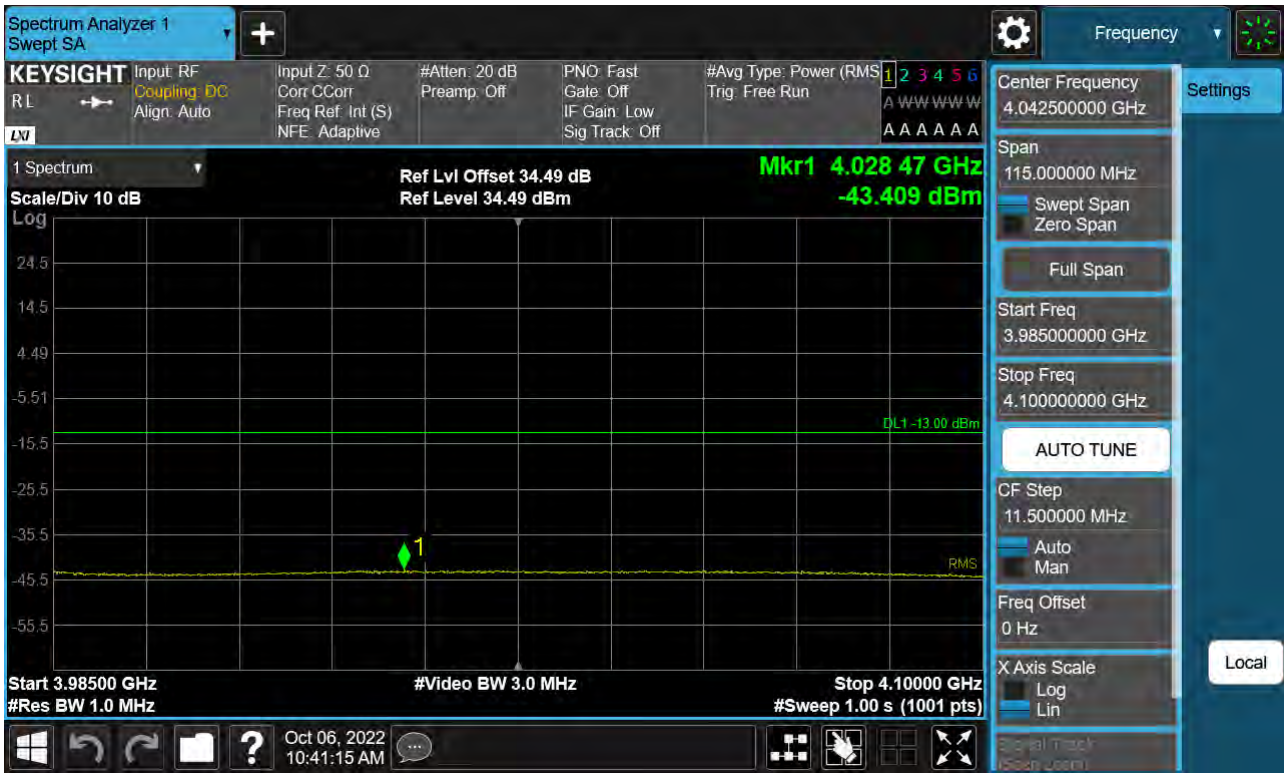 Spectrum Analyzer 1
Swept SA
Frequency
KEYSIGHT
RL
LXI
Input: RF
Coupling: DC
Align: Auto
Input Z: 50 Ω
Corr CCorr
Freq Ref: Int (S)
NFE: Adaptive
#Atten: 20 dB
Preamp: Off
PNO: Fast
Gate: Off
IF Gain: Low
Sig Track: Off
#Avg Type: Power (RMS
Trig: Free Run
1 2 3 4 5 6
A W W W W W
A A A A A A
1 Spectrum
Scale/Div 10 dB
Log
Ref Lvl Offset 34.49 dB
Ref Level 34.49 dBm
Mkr1 4.028 47 GHz
-43.409 dBm
24.5
14.5
4.49
-5.51
-15.5
-25.5
-35.5
-45.5
-55.5
DL1 -13.00 dBm
1
RMS
Start 3.98500 GHz
#Res BW 1.0 MHz
#Video BW 3.0 MHz
Stop 4.10000 GHz
#Sweep 1.00 s (1001 pts)
Center Frequency
4.042500000 GHz
Span
115.000000 MHz
Swept Span
Zero Span
Full Span
Start Freq
3.985000000 GHz
Stop Freq
4.100000000 GHz
AUTO TUNE
CF Step
11.500000 MHz
Auto
Man
Freq Offset
0 Hz
X Axis Scale
Log
Lin
Signal Track
(Span Zoom)
Settings
Local
?
Oct 06, 2022
10:41:15 AM